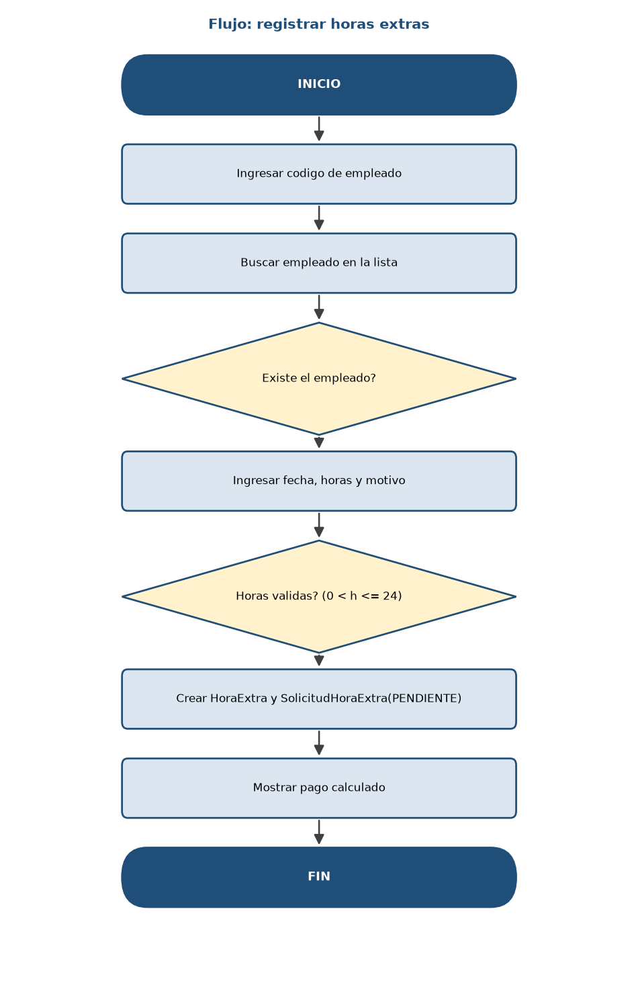 Flujo: registrar horas extras
INICIO
Ingresar codigo de empleado
Buscar empleado en la lista
Existe el empleado?
Ingresar fecha, horas y motivo
Horas validas? (0 < h <= 24)
Crear HoraExtra y SolicitudHoraExtra(PENDIENTE)
Mostrar pago calculado
FIN